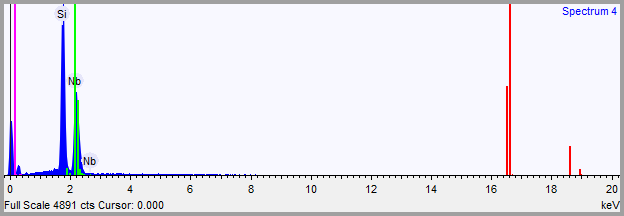 Spectrum 4
Si
Nb
Nb
0 2 4 6 8 10 12 14 16 18 20
Full Scale 4891 cts Cursor: 0.000 keV